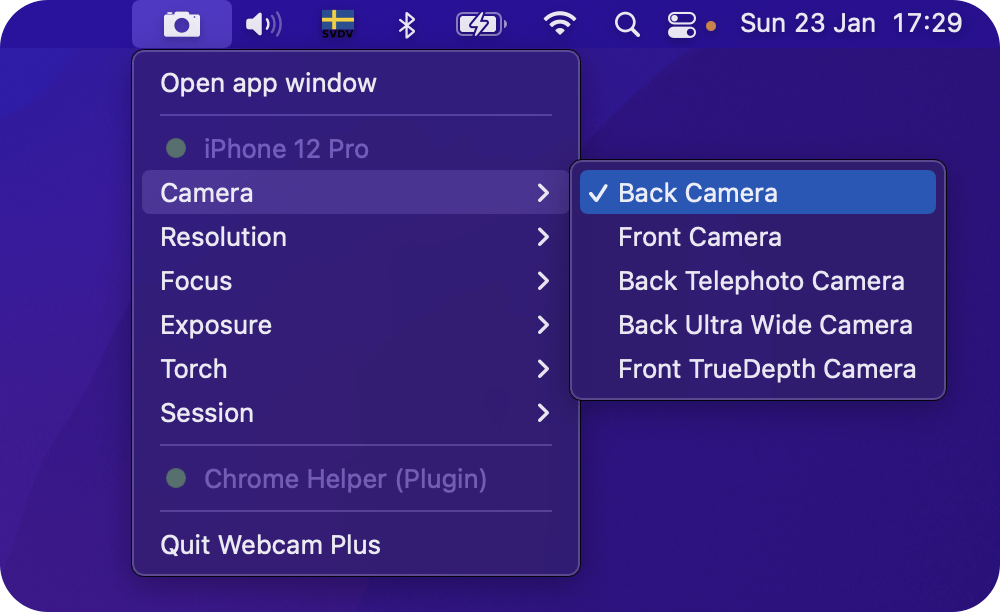 SVDV
Sun 23 Jan 17:29
Open app window
iPhone 12 Pro
Camera
Resolution
Focus
Exposure
Torch
Session
Chrome Helper (Plugin)
Quit Webcam Plus
Back Camera
Front Camera
Back Telephoto Camera
Back Ultra Wide Camera
Front TrueDepth Camera